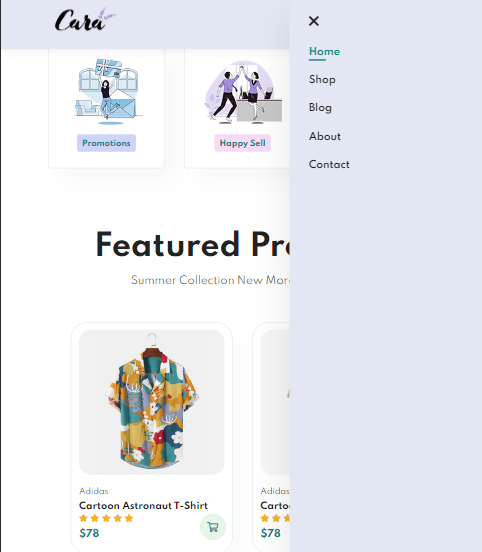 Cara
Home
Shop
Blog
About
Contact
Promotions
Happy Sell
Featured Pro
Summer Collection New Mor
Adidas
Cartoon Astronaut T-Shirt
$78
Adidas
Carto
$78